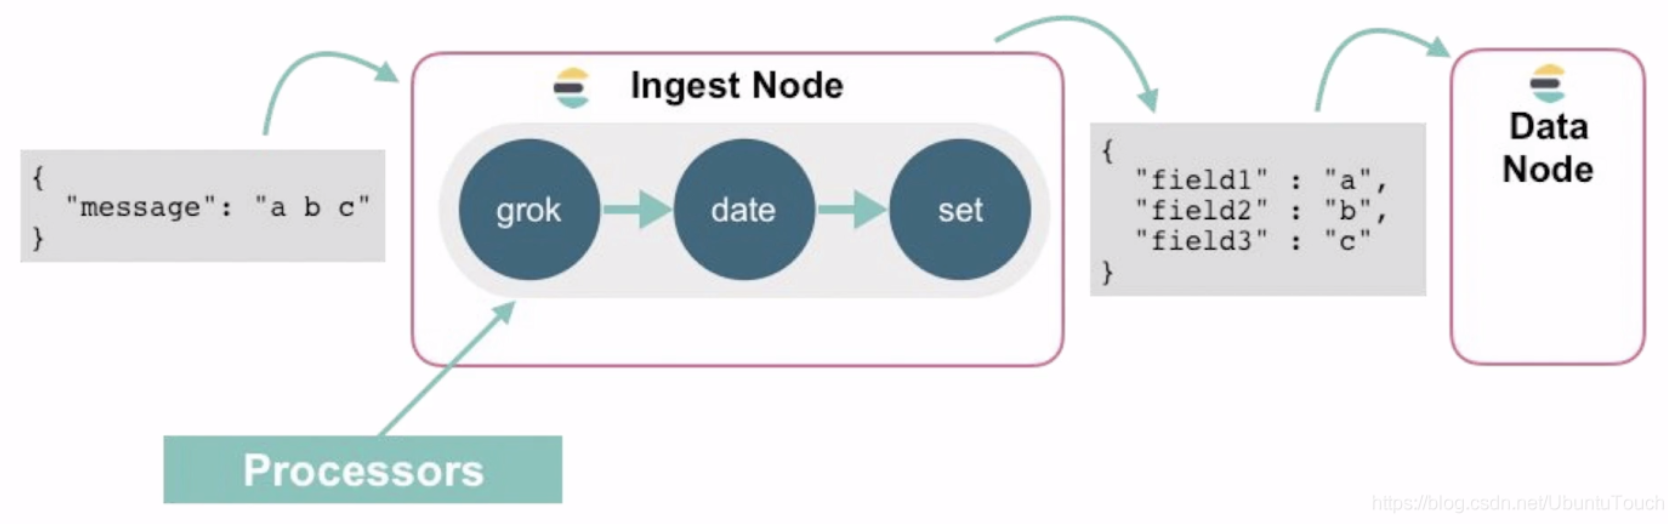 {
"message": "a b c"
}
Ingest Node
grok
date
set
Processors
{
"field1" : "a",
"field2" : "b",
"field3" : "c"
}
Data
Node
https://blog.csdn.net/UbuntuTouch